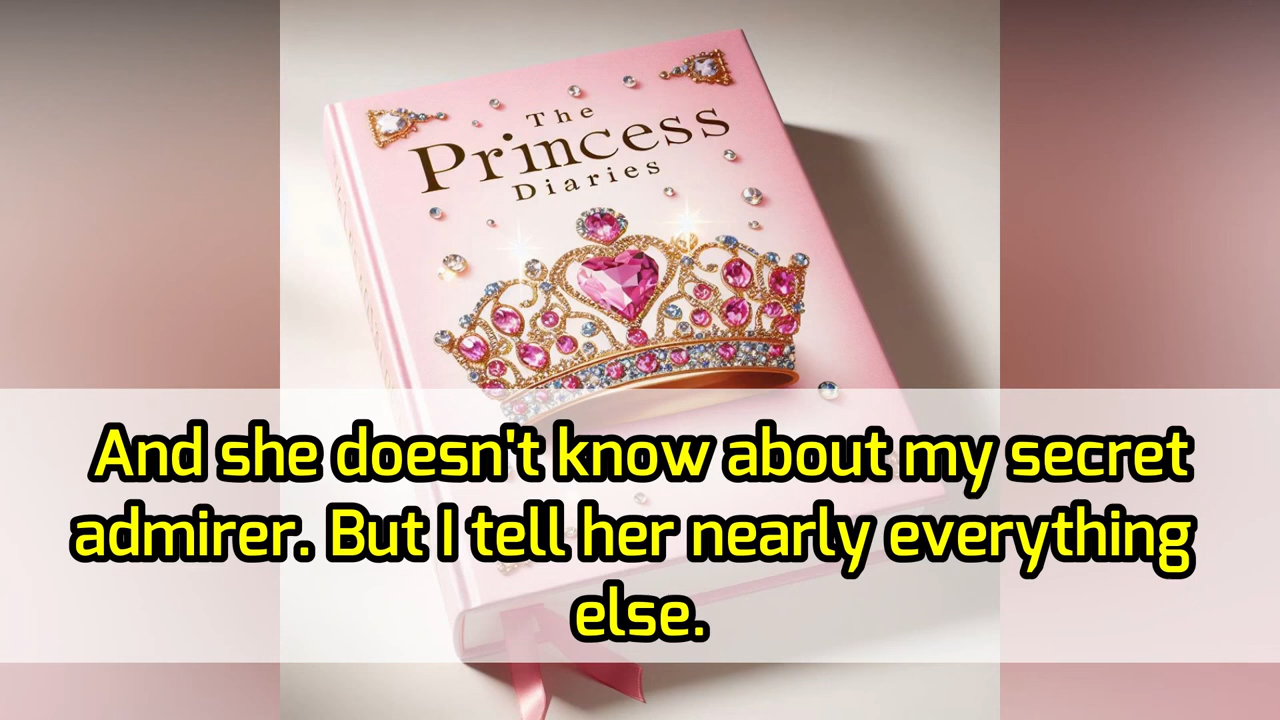 The
Princess
Diaries
And she doesn't know about my secret
admirer. But I tell her nearly everything
else.